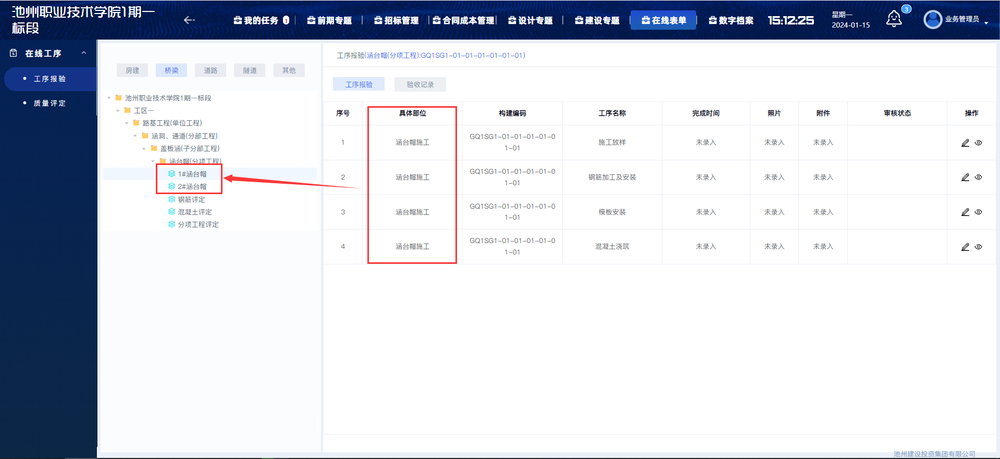 池州职业技术学院1期一
标段
我的任务 1
前期专题
招标管理
合同成本管理
设计专题
建设专题
在线表单
数字档案
15:12:25
星期一
2024-01-15
3
业务管理员
在线工序
工序报验
质量评定
房建 桥梁 道路 隧道 其他
池州职业技术学院1期一标段
工区一
路基工程(单位工程)
涵洞、通道(分部工程)
盖板涵(子分部工程)
涵台帽(分项工程)
1#涵台帽
2#涵台帽
钢筋评定
混凝土评定
分项工程评定
工序报验(涵台帽(分项工程):GQ1SG1-01-01-01-01-01-01)
工序报验 验收记录
序号 具体部位 构建编码 工序名称 完成时间 照片 附件 审核状态 操作
1 涵台帽施工 GQ1SG1-01-01-01-01-0 施工放样 未录入 未录入 未录入
1-01
2 涵台帽施工 GQ1SG1-01-01-01-01-0 钢筋加工及安装 未录入 未录入 未录入
1-01
3 涵台帽施工 GQ1SG1-01-01-01-01-0 模板安装 未录入 未录入 未录入
1-01
4 涵台帽施工 GQ1SG1-01-01-01-01-0 混凝土浇筑 未录入 未录入 未录入
1-01
池州建设投资集团有限公司